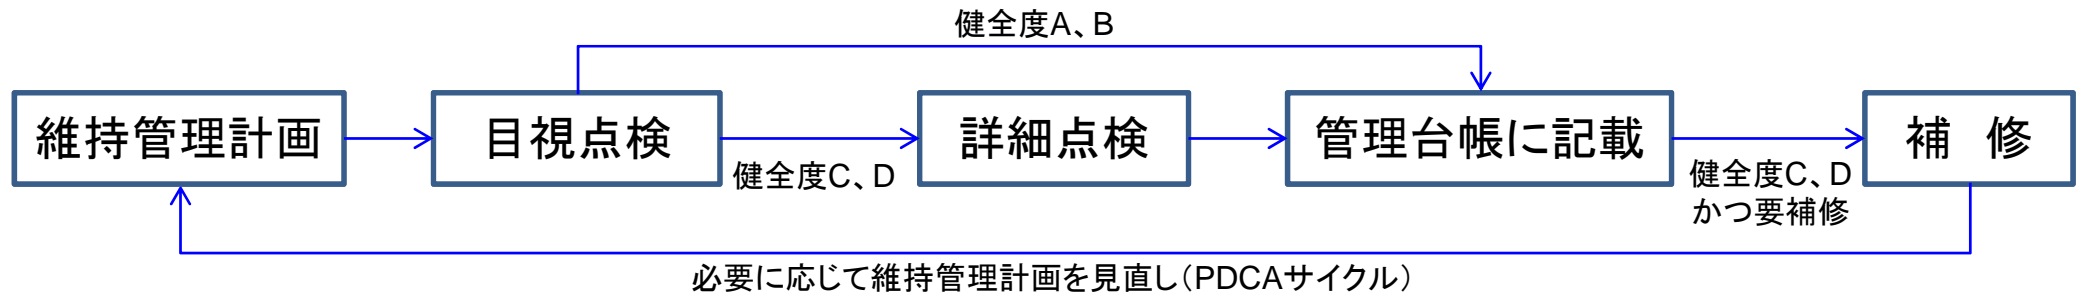 健全度A、B
維持管理計画
目視点検
健全度C、D
詳細点検
管理台帳に記載
健全度C、D
かつ要補修
補　修
必要に応じて維持管理計画を見直し（PDCAサイクル）